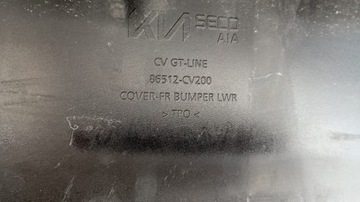 KIA SECO
AIA
CV GT-LINE
86512-CV200
COVER-FR BUMPER LWR
> TPO <